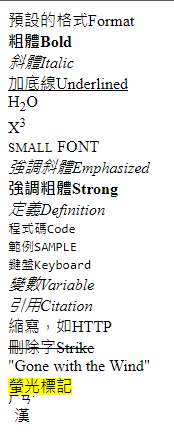 預設的格式Format
粗體Bold
斜體Italic
加底線Underlined
H2O
X3
SMALL FONT
強調斜體Emphasized
強調粗體Strong
定義Definition
程式碼Code
範例SAMPLE
鍵盤Keyboard
變數Variable
引用Citation
縮寫，如HTTP
刪除字Strike
"Gone with the Wind"
螢光標記
ㄏㄢˋ
漢